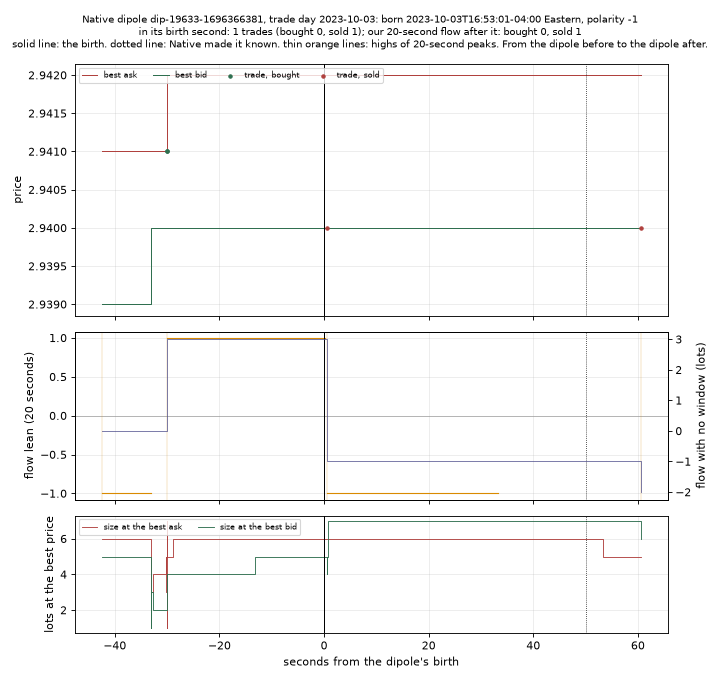 Native dipole dip-19633-1696366381, trade day 2023-10-03: born 2023-10-03T16:53:01-04:00 Eastern, polarity -1
in its birth second: 1 trades (bought 0, sold 1); our 20-second flow after it: bought 0, sold 1
solid line: the birth. dotted line: Native made it known. thin orange lines: highs of 20-second peaks. From the dipole before to the dipole after.
best ask best bid trade, bought trade, sold
2.9420
2.9415
2.9410
2.9405
2.9400
2.9395
2.9390
price
1.0
0.5
0.0
−0.5
−1.0
flow lean (20 seconds)
3
2
1
0
−1
−2
flow with no window (lots)
size at the best ask size at the best bid
6
4
2
lots at the best price
−40 −20 0 20 40 60
seconds from the dipole's birth